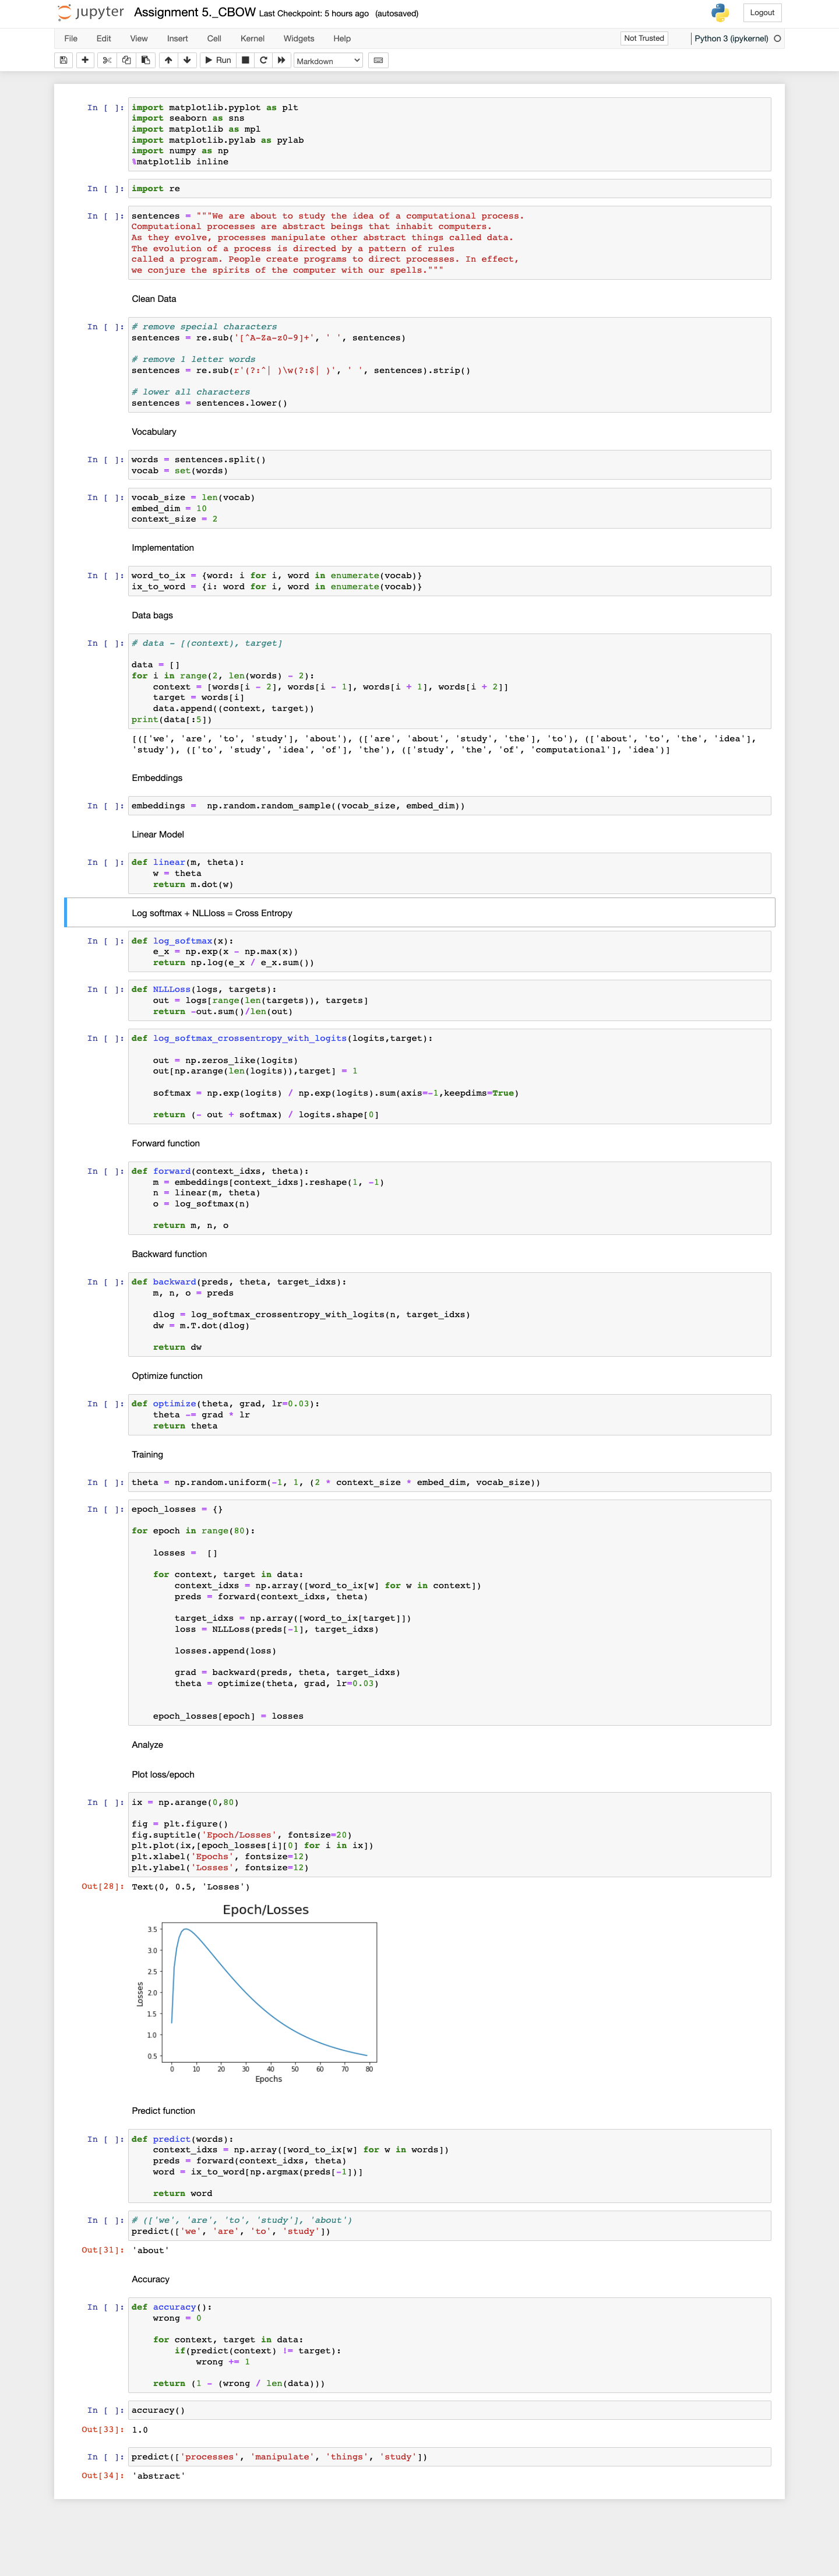 jupyter Assignment 5._CBOW Last Checkpoint: 5 hours ago (autosaved) Logout
File Edit View Insert Cell Kernel Widgets Help Not Trusted Python 3 (ipykernel)
Run Markdown
In [ ]: import matplotlib.pyplot as plt
import seaborn as sns
import matplotlib as mpl
import matplotlib.pylab as pylab
import numpy as np
%matplotlib inline
In [ ]: import re
In [ ]: sentences = """We are about to study the idea of a computational process.
Computational processes are abstract beings that inhabit computers.
As they evolve, processes manipulate other abstract things called data.
The evolution of a process is directed by a pattern of rules
called a program. People create programs to direct processes. In effect,
we conjure the spirits of the computer with our spells."""
Clean Data
In [ ]: # remove special characters
sentences = re.sub('[^A-Za-z0-9]+', ' ', sentences)
# remove 1 letter words
sentences = re.sub(r'(?:^| )\w(?:$| )', ' ', sentences).strip()
# lower all characters
sentences = sentences.lower()
Vocabulary
In [ ]: words = sentences.split()
vocab = set(words)
In [ ]: vocab_size = len(vocab)
embed_dim = 10
context_size = 2
Implementation
In [ ]: word_to_ix = {word: i for i, word in enumerate(vocab)}
ix_to_word = {i: word for i, word in enumerate(vocab)}
Data bags
In [ ]: # data - [(context), target]
data = []
for i in range(2, len(words) - 2):
    context = [words[i - 2], words[i - 1], words[i + 1], words[i + 2]]
    target = words[i]
    data.append((context, target))
print(data[:5])
[(['we', 'are', 'to', 'study'], 'about'), (['are', 'about', 'study', 'the'], 'to'), (['about', 'to', 'the', 'idea'],
'study'), (['to', 'study', 'idea', 'of'], 'the'), (['study', 'the', 'of', 'computational'], 'idea')]
Embeddings
In [ ]: embeddings =  np.random.random_sample((vocab_size, embed_dim))
Linear Model
In [ ]: def linear(m, theta):
    w = theta
    return m.dot(w)
Log softmax + NLLloss = Cross Entropy
In [ ]: def log_softmax(x):
    e_x = np.exp(x - np.max(x))
    return np.log(e_x / e_x.sum())
In [ ]: def NLLLoss(logs, targets):
    out = logs[range(len(targets)), targets]
    return -out.sum()/len(out)
In [ ]: def log_softmax_crossentropy_with_logits(logits,target):
    out = np.zeros_like(logits)
    out[np.arange(len(logits)),target] = 1
    softmax = np.exp(logits) / np.exp(logits).sum(axis=-1,keepdims=True)
    return (- out + softmax) / logits.shape[0]
Forward function
In [ ]: def forward(context_idxs, theta):
    m = embeddings[context_idxs].reshape(1, -1)
    n = linear(m, theta)
    o = log_softmax(n)
    return m, n, o
Backward function
In [ ]: def backward(preds, theta, target_idxs):
    m, n, o = preds
    dlog = log_softmax_crossentropy_with_logits(n, target_idxs)
    dw = m.T.dot(dlog)
    return dw
Optimize function
In [ ]: def optimize(theta, grad, lr=0.03):
    theta -= grad * lr
    return theta
Training
In [ ]: theta = np.random.uniform(-1, 1, (2 * context_size * embed_dim, vocab_size))
In [ ]: epoch_losses = {}
for epoch in range(80):
    losses =  []
    for context, target in data:
        context_idxs = np.array([word_to_ix[w] for w in context])
        preds = forward(context_idxs, theta)
        target_idxs = np.array([word_to_ix[target]])
        loss = NLLLoss(preds[-1], target_idxs)
        losses.append(loss)
        grad = backward(preds, theta, target_idxs)
        theta = optimize(theta, grad, lr=0.03)
    epoch_losses[epoch] = losses
Analyze
Plot loss/epoch
In [ ]: ix = np.arange(0,80)
fig = plt.figure()
fig.suptitle('Epoch/Losses', fontsize=20)
plt.plot(ix,[epoch_losses[i][0] for i in ix])
plt.xlabel('Epochs', fontsize=12)
plt.ylabel('Losses', fontsize=12)
Out[28]: Text(0, 0.5, 'Losses')
Epoch/Losses
3.5
3.0
2.5
2.0
1.5
1.0
0.5
Losses
0 10 20 30 40 50 60 70 80
Epochs
Predict function
In [ ]: def predict(words):
    context_idxs = np.array([word_to_ix[w] for w in words])
    preds = forward(context_idxs, theta)
    word = ix_to_word[np.argmax(preds[-1])]
    return word
In [ ]: # (['we', 'are', 'to', 'study'], 'about')
predict(['we', 'are', 'to', 'study'])
Out[31]: 'about'
Accuracy
In [ ]: def accuracy():
    wrong = 0
    for context, target in data:
        if(predict(context) != target):
            wrong += 1
    return (1 - (wrong / len(data)))
In [ ]: accuracy()
Out[33]: 1.0
In [ ]: predict(['processes', 'manipulate', 'things', 'study'])
Out[34]: 'abstract'